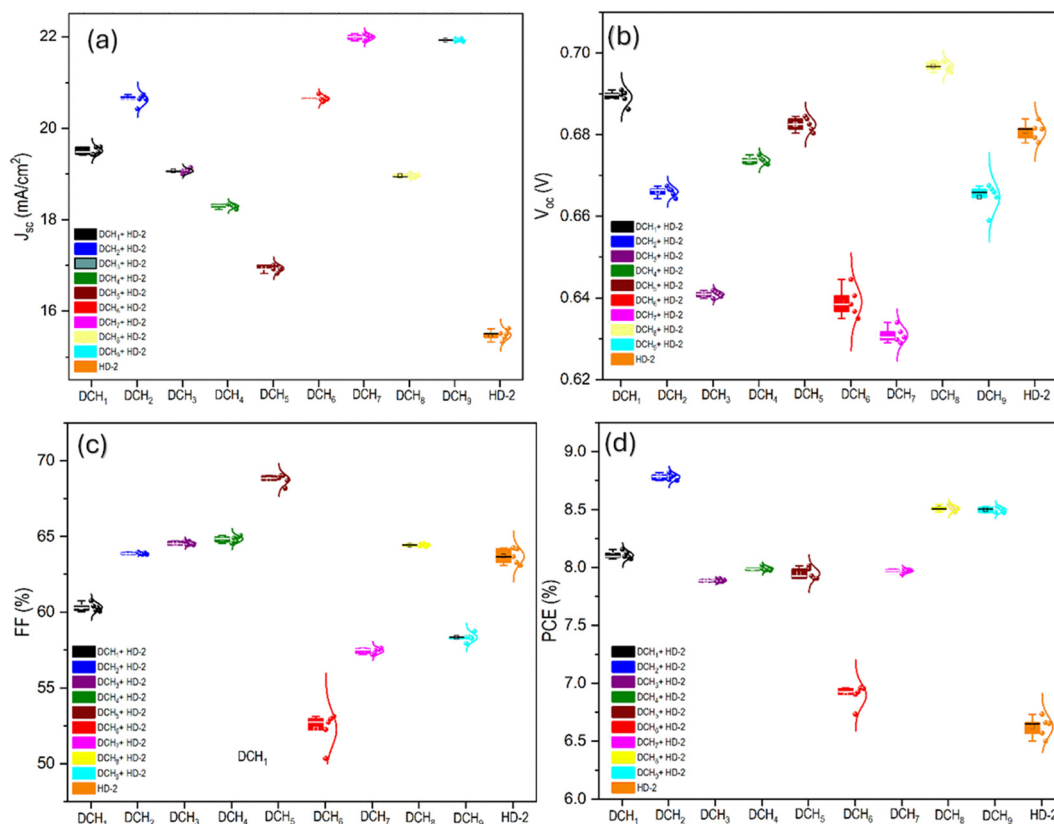 (a)
J_sc (mA/cm²)
22
20
18
16
DCH₁+ HD-2
DCH₂+ HD-2
DCH₃+ HD-2
DCH₄+ HD-2
DCH₅+ HD-2
DCH₆+ HD-2
DCH₇+ HD-2
DCH₈+ HD-2
DCH₉+ HD-2
HD-2
DCH₁ DCH₂ DCH₃ DCH₄ DCH₅ DCH₆ DCH₇ DCH₈ DCH₉ HD-2
(b)
V_oc (V)
0.70
0.68
0.66
0.64
0.62
DCH₁+ HD-2
DCH₂+ HD-2
DCH₃+ HD-2
DCH₄+ HD-2
DCH₅+ HD-2
DCH₆+ HD-2
DCH₇+ HD-2
DCH₈+ HD-2
DCH₉+ HD-2
HD-2
DCH₁ DCH₂ DCH₃ DCH₄ DCH₅ DCH₆ DCH₇ DCH₈ DCH₉ HD-2
(c)
FF (%)
70
65
60
55
50
DCH₁+ HD-2
DCH₂+ HD-2
DCH₃+ HD-2
DCH₄+ HD-2
DCH₅+ HD-2
DCH₆+ HD-2
DCH₇+ HD-2
DCH₈+ HD-2
DCH₉+ HD-2
HD-2
DCH₁
DCH₁ DCH₂ DCH₃ DCH₄ DCH₅ DCH₆ DCH₇ DCH₈ DCH₉ HD-2
(d)
PCE (%)
9.0
8.5
8.0
7.5
7.0
6.5
6.0
DCH₁+ HD-2
DCH₂+ HD-2
DCH₃+ HD-2
DCH₄+ HD-2
DCH₅+ HD-2
DCH₆+ HD-2
DCH₇+ HD-2
DCH₈+ HD-2
DCH₉+ HD-2
HD-2
DCH₁ DCH₂ DCH₃ DCH₄ DCH₅ DCH₆ DCH₇ DCH₈ DCH₉ HD-2